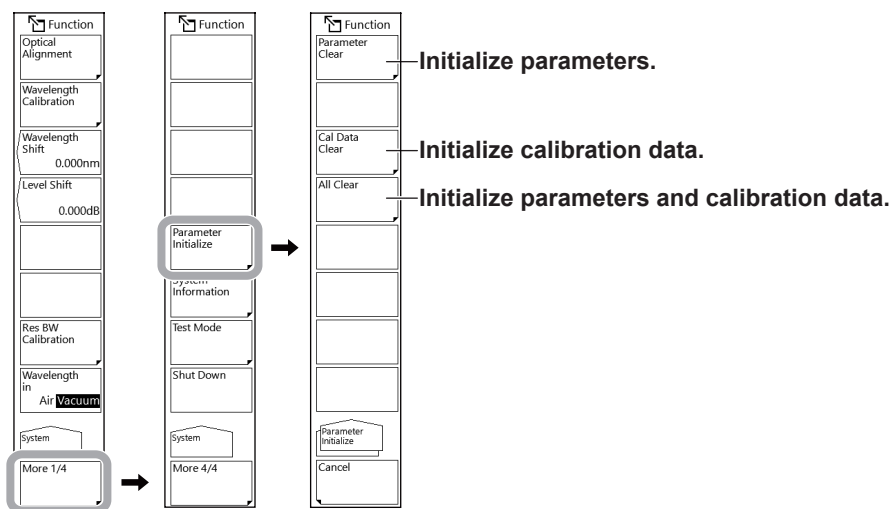 Function
Optical
Alignment
Wavelength
Calibration
Wavelength
Shift
0.000nm
Level Shift
0.000dB
Res BW
Calibration
Wavelength
in
Air Vacuum
System
More 1/4
Function
Parameter
Initialize
System
Information
Test Mode
Shut Down
System
More 4/4
Function
Parameter
Clear
Initialize parameters.
Cal Data
Clear
Initialize calibration data.
All Clear
Initialize parameters and calibration data.
Parameter
Initialize
Cancel